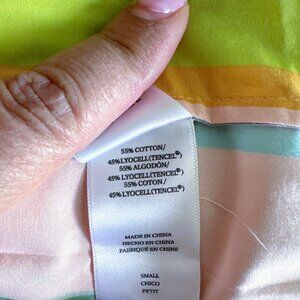 55% COTTON/
45% LYOCELL(TENCEL®)
55% ALGODÓN/
45% LYOCELL(TENCEL®)
55% COTON/
45% LYOCELL(TENCEL®)
MADE IN CHINA
HECHO EN CHINA
FABRIQUÉ EN CHINE
SMALL
CHICO
PETIT